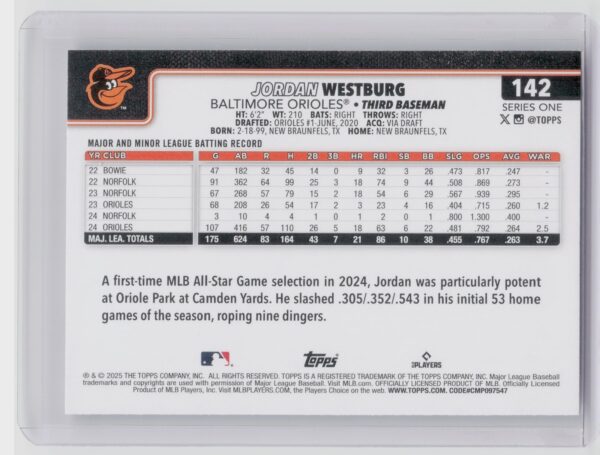 JORDAN WESTBURG
BALTIMORE ORIOLES® • THIRD BASEMAN
HT: 6'2" WT: 210 BATS: RIGHT THROWS: RIGHT
DRAFTED: ORIOLES #1-JUNE, 2020 ACQ: VIA DRAFT
BORN: 2-18-99, NEW BRAUNFELS, TX HOME: NEW BRAUNFELS, TX
142
SERIES ONE
X @TOPPS
MAJOR AND MINOR LEAGUE BATTING RECORD
YR CLUB G AB R H 2B 3B HR RBI SB BB SLG OPS AVG WAR
22 BOWIE 47 182 32 45 14 0 9 32 3 26 .473 .817 .247 -
22 NORFOLK 91 362 64 99 25 3 18 74 9 44 .508 .869 .273 -
23 NORFOLK 67 268 57 79 15 2 18 54 6 29 .567 .939 .295 -
23 ORIOLES 68 208 26 54 17 2 3 23 4 16 .404 .715 .260 1.2
24 NORFOLK 3 10 4 4 1 0 1 2 0 1 .800 1.300 .400 -
24 ORIOLES 107 416 57 110 26 5 18 63 6 22 .481 .792 .264 2.5
MAJ. LEA. TOTALS 175 624 83 164 43 7 21 86 10 38 .455 .767 .263 3.7
A first-time MLB All-Star Game selection in 2024, Jordan was particularly potent
at Oriole Park at Camden Yards. He slashed .305/.352/.543 in his initial 53 home
games of the season, roping nine dingers.
Topps
PLAYERS
® & © 2025 THE TOPPS COMPANY, INC. ALL RIGHTS RESERVED. TOPPS IS A REGISTERED TRADEMARK OF THE TOPPS COMPANY, INC. Major League Baseball
trademarks and copyrights are used with permission of Major League Baseball. Visit MLB.com. OFFICIALLY LICENSED PRODUCT OF MLB. Officially Licensed
Product of MLB Players, Inc. Visit MLBPLAYERS.COM, the Players Choice on the web. WWW.TOPPS.COM. CODE#CMP097547